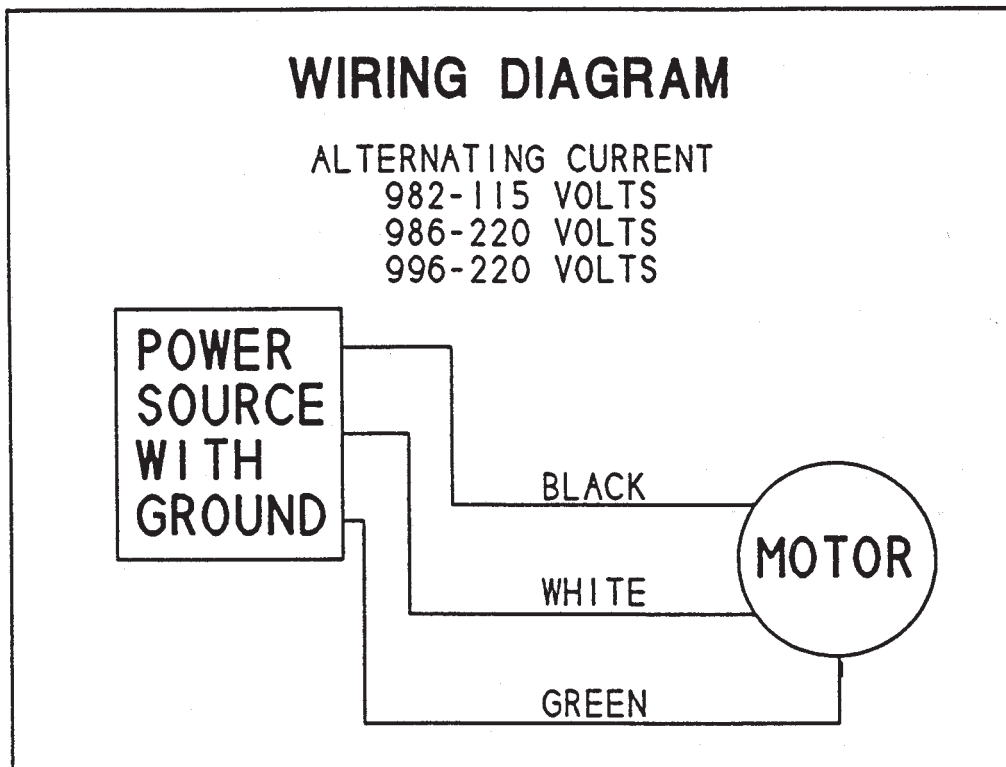 WIRING DIAGRAM
ALTERNATING CURRENT
982-115 VOLTS
986-220 VOLTS
996-220 VOLTS
POWER
SOURCE
WITH
GROUND
BLACK
MOTOR
WHITE
GREEN